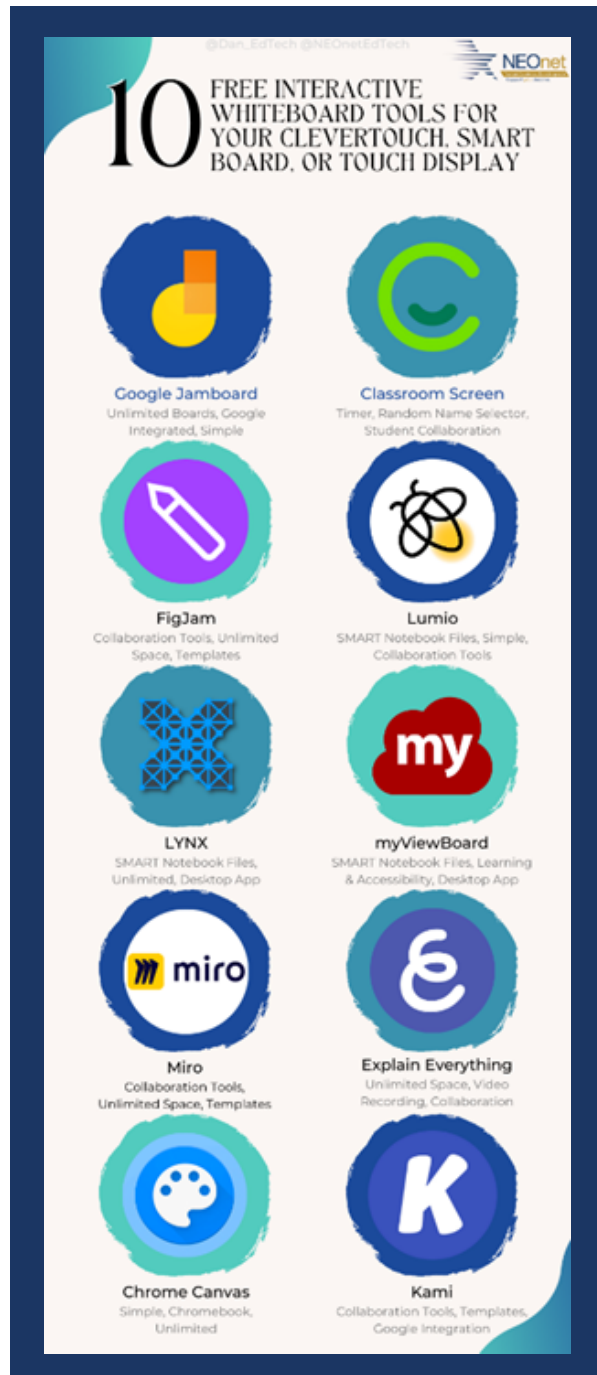 @Dan_EdTech @NEOnetEdTech
NEOnet
10
FREE INTERACTIVE
WHITEBOARD TOOLS FOR
YOUR CLEVERTOUCH, SMART
BOARD, OR TOUCH DISPLAY
Google Jamboard
Unlimited Boards, Google
Integrated, Simple
Classroom Screen
Timer, Random Name Selector,
Student Collaboration
FigJam
Collaboration Tools, Unlimited
Space, Templates
Lumio
SMART Notebook Files, Simple,
Collaboration Tools
LYNX
SMART Notebook Files,
Unlimited, Desktop App
my
myViewBoard
SMART Notebook Files, Learning
& Accessibility, Desktop App
miro
Miro
Collaboration Tools,
Unlimited Space, Templates
Explain Everything
Unlimited Space, Video
Recording, Collaboration
Chrome Canvas
Simple, Chromebook,
Unlimited
K
Kami
Collaboration Tools, Templates,
Google Integration